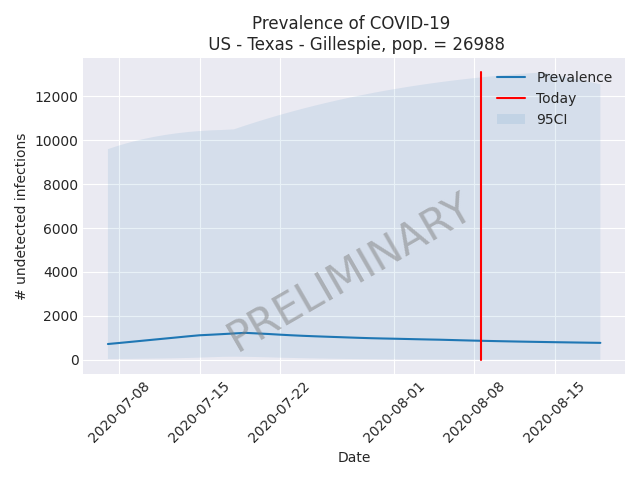 Prevalence of COVID-19
US - Texas - Gillespie, pop. = 26988
Prevalence
Today
95CI
12000
10000
8000
6000
4000
2000
0
# undetected infections
PRELIMINARY
2020-07-08
2020-07-15
2020-07-22
2020-08-01
2020-08-08
2020-08-15
Date